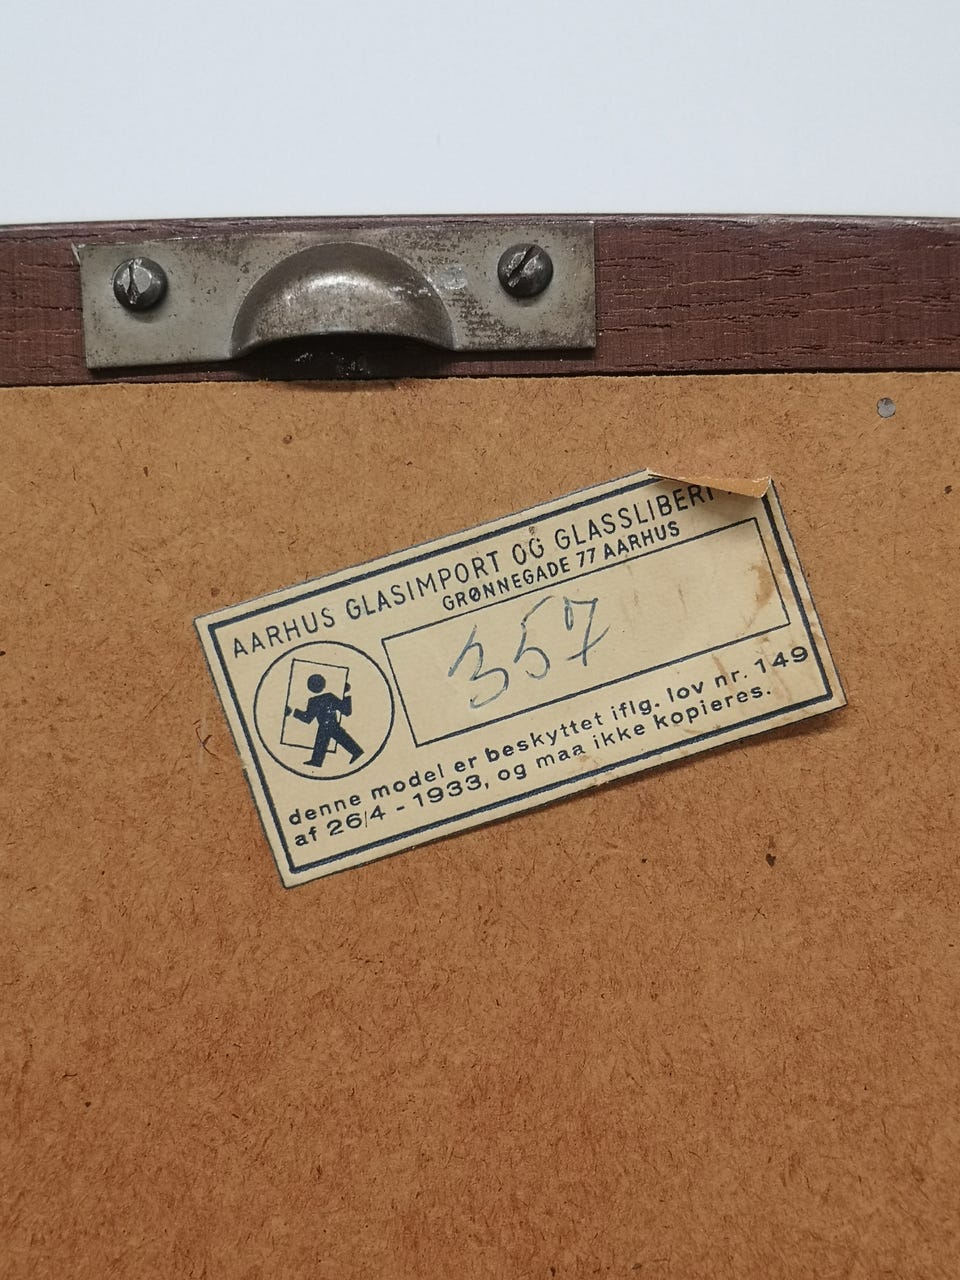 AARHUS GLASIMPORT OG
GRØNNEGADE 77 AARHUS
357
denne model er beskyttet iflg. lov nr. 149
af 26/4 - 1933, og maa ikke kopieres.